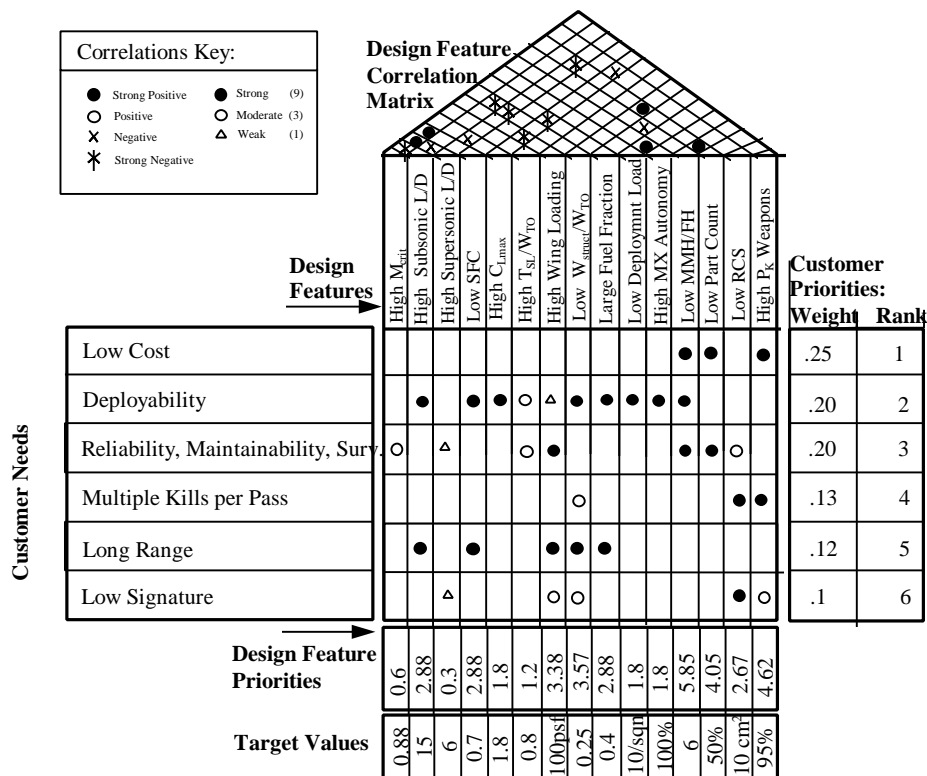 Correlations Key:
Strong Positive
Strong (9)
Positive
Moderate (3)
Negative
Weak (1)
Strong Negative
Design Feature
Correlation
Matrix
Design
Features
High M_crit
High Subsonic L/D
High Supersonic L/D
Low SFC
High C_Lmax
High T_SL/W_TO
High Wing Loading
Low W_struct/W_TO
Large Fuel Fraction
Low Deploymnt Load
High MX Autonomy
Low MMH/FH
Low Part Count
Low RCS
High P_K Weapons
Customer
Priorities:
Weight Rank
Customer Needs
Low Cost .25 1
Deployability .20 2
Reliability, Maintainability, Surv. .20 3
Multiple Kills per Pass .13 4
Long Range .12 5
Low Signature .1 6
Design Feature
Priorities
0.6 2.88 0.3 2.88 1.8 1.2 3.38 3.57 2.88 1.8 1.8 5.85 4.05 2.67 4.62
Target Values
0.88 15 6 0.7 1.8 0.8 100psf 0.25 0.4 10/sqn 100% 6 50% 10 cm² 95%